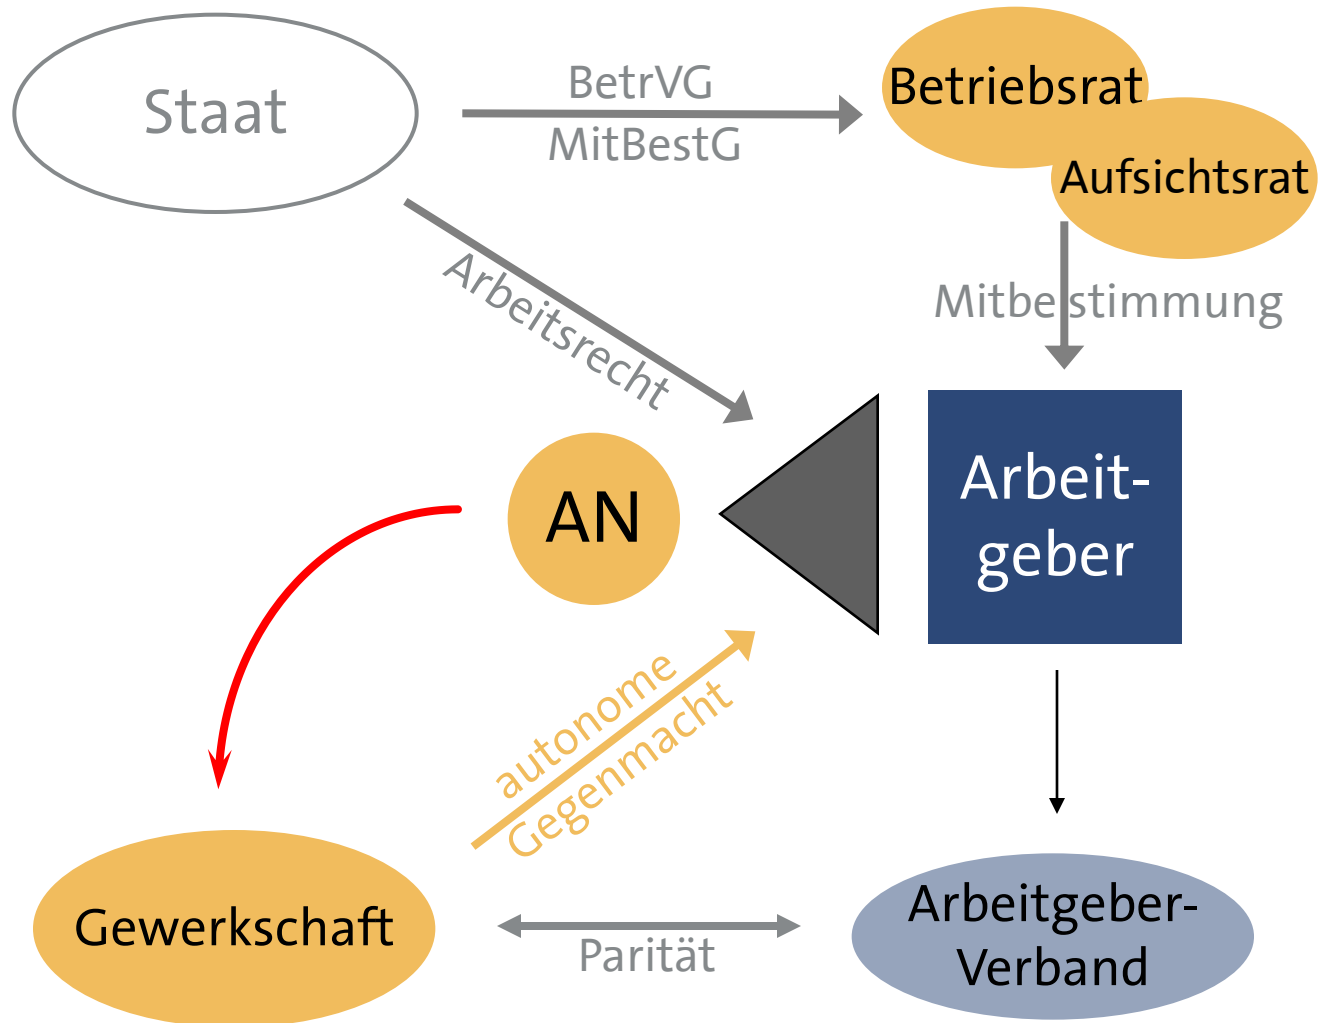 Staat
BetrVG
MitBestG
Betriebsrat
Aufsichtsrat
Arbeitsrecht
Mitbestimmung
AN
Arbeit-
geber
autonome
Gegenmacht
Gewerkschaft
Parität
Arbeitgeber-
Verband